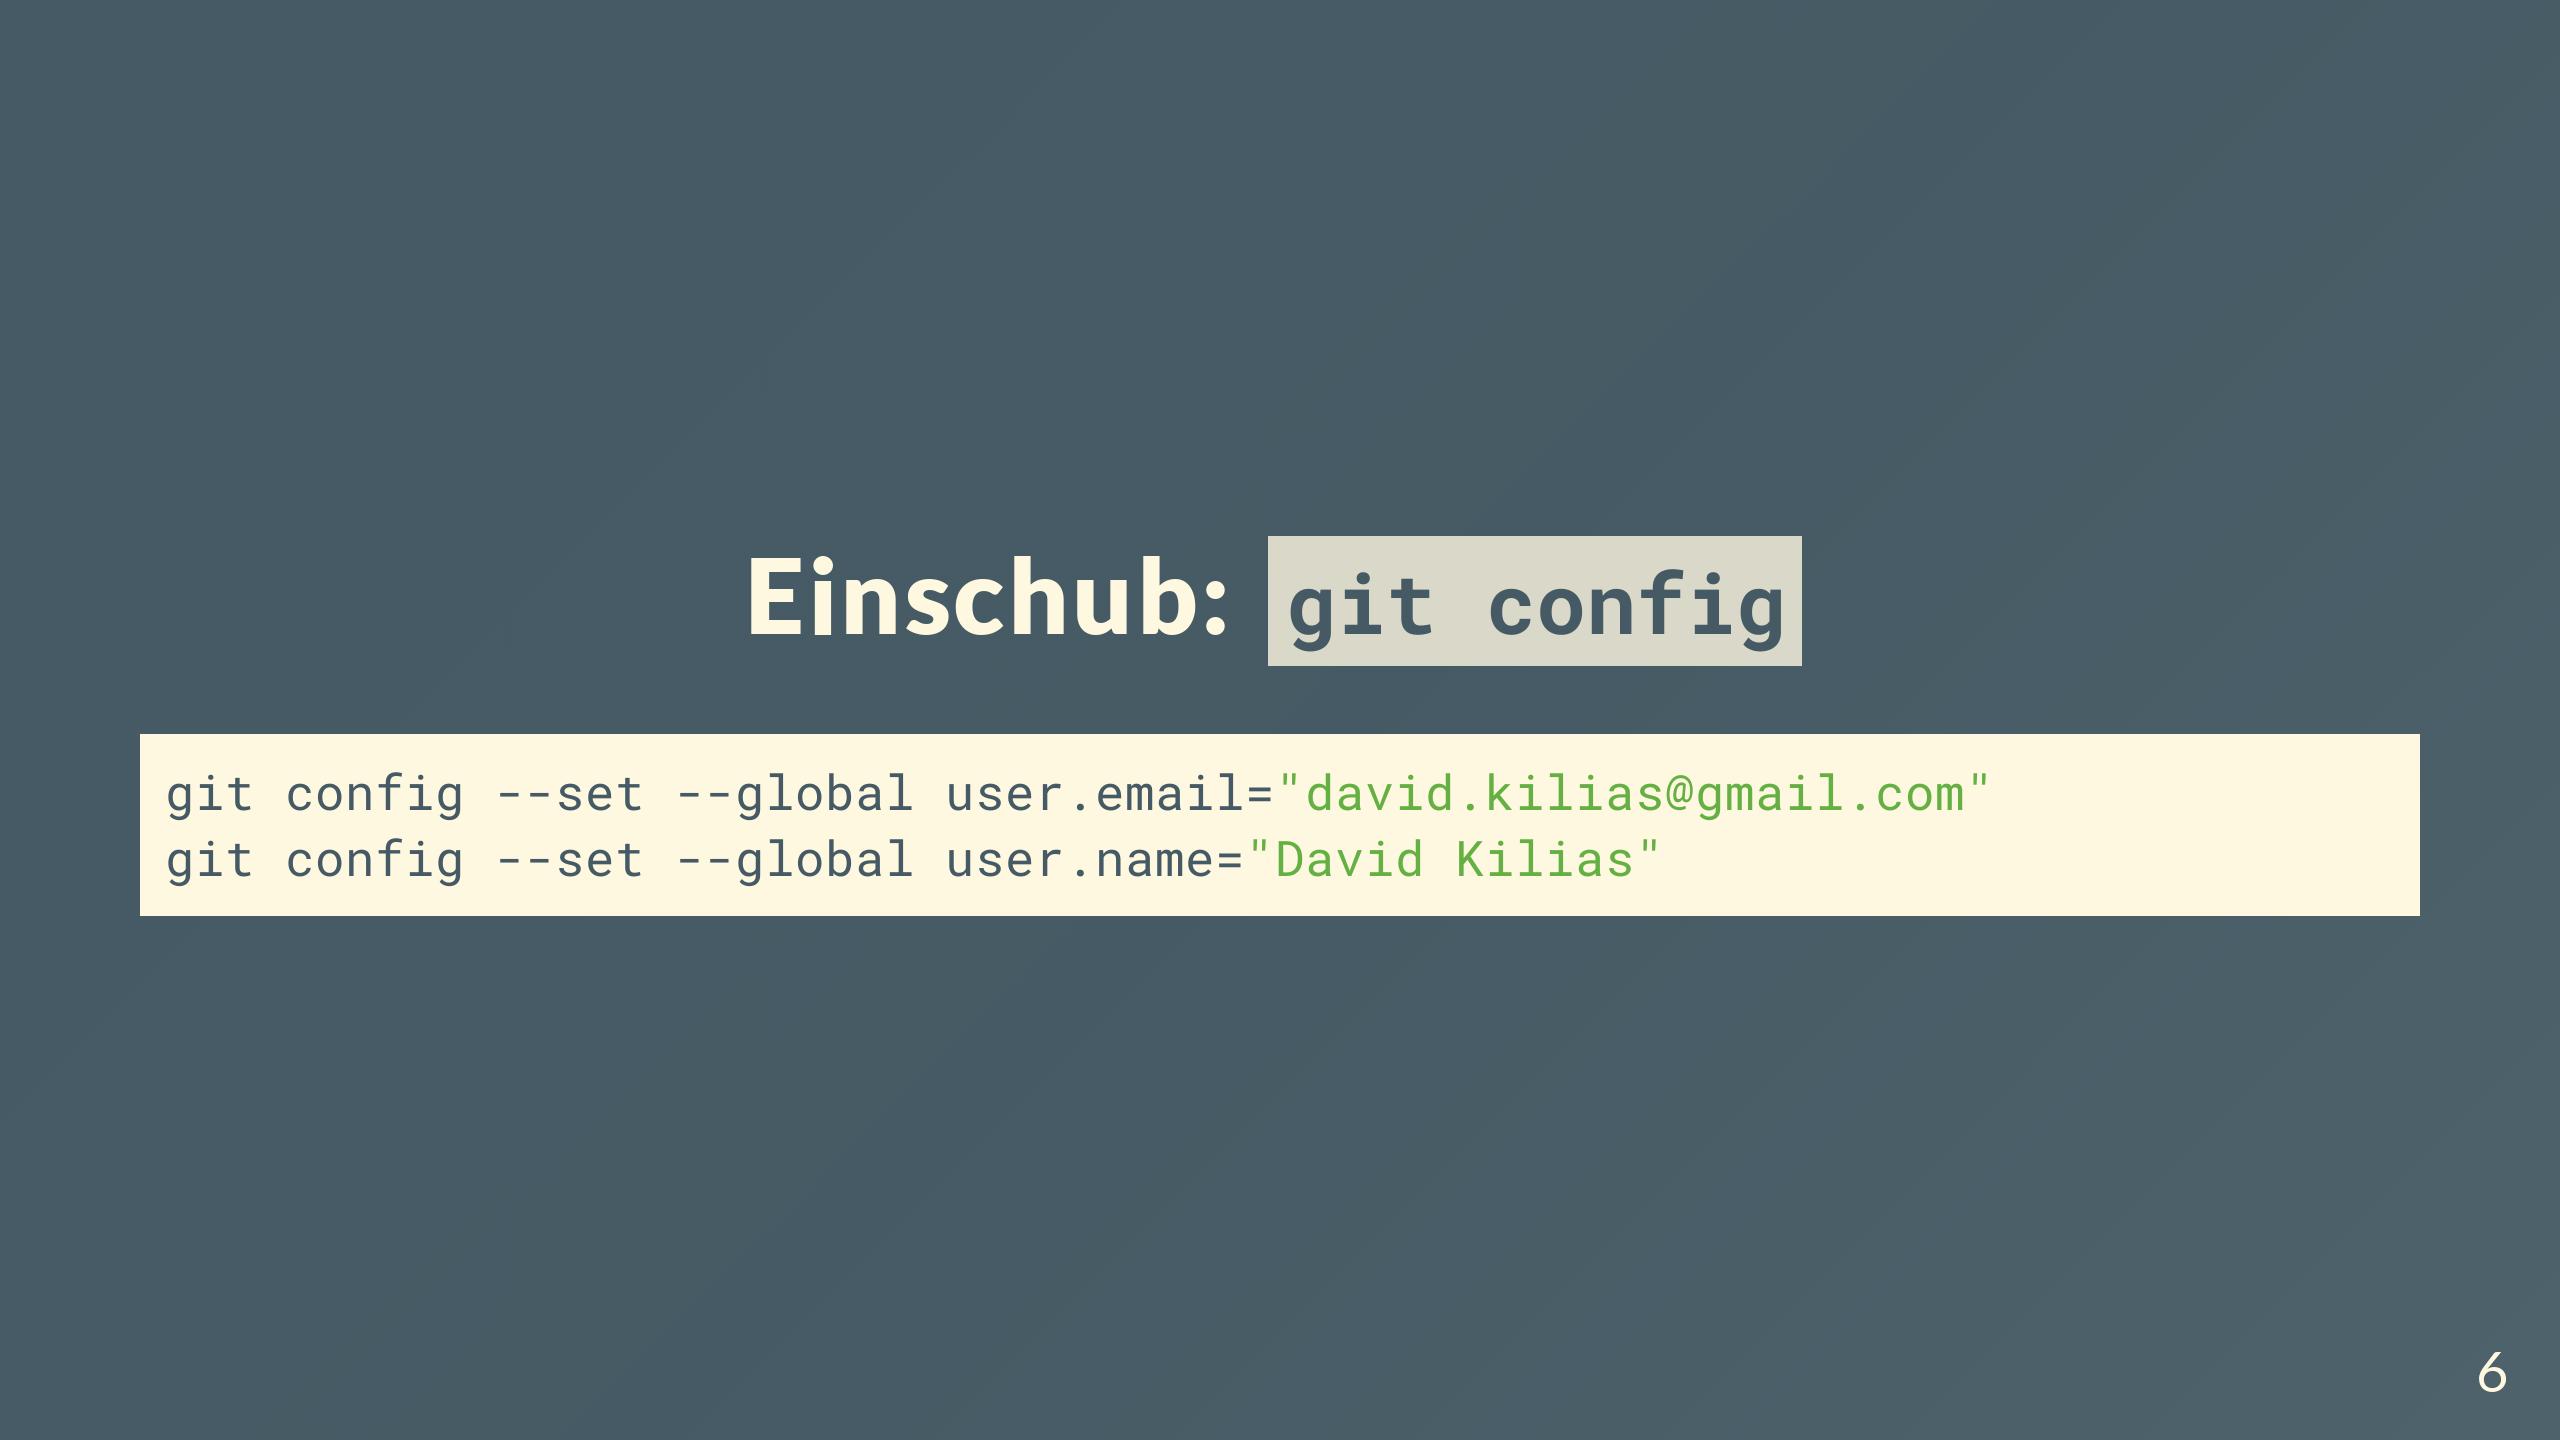 Einschub: git config
git config --set --global user.email="david.kilias@gmail.com"
git config --set --global user.name="David Kilias"
6